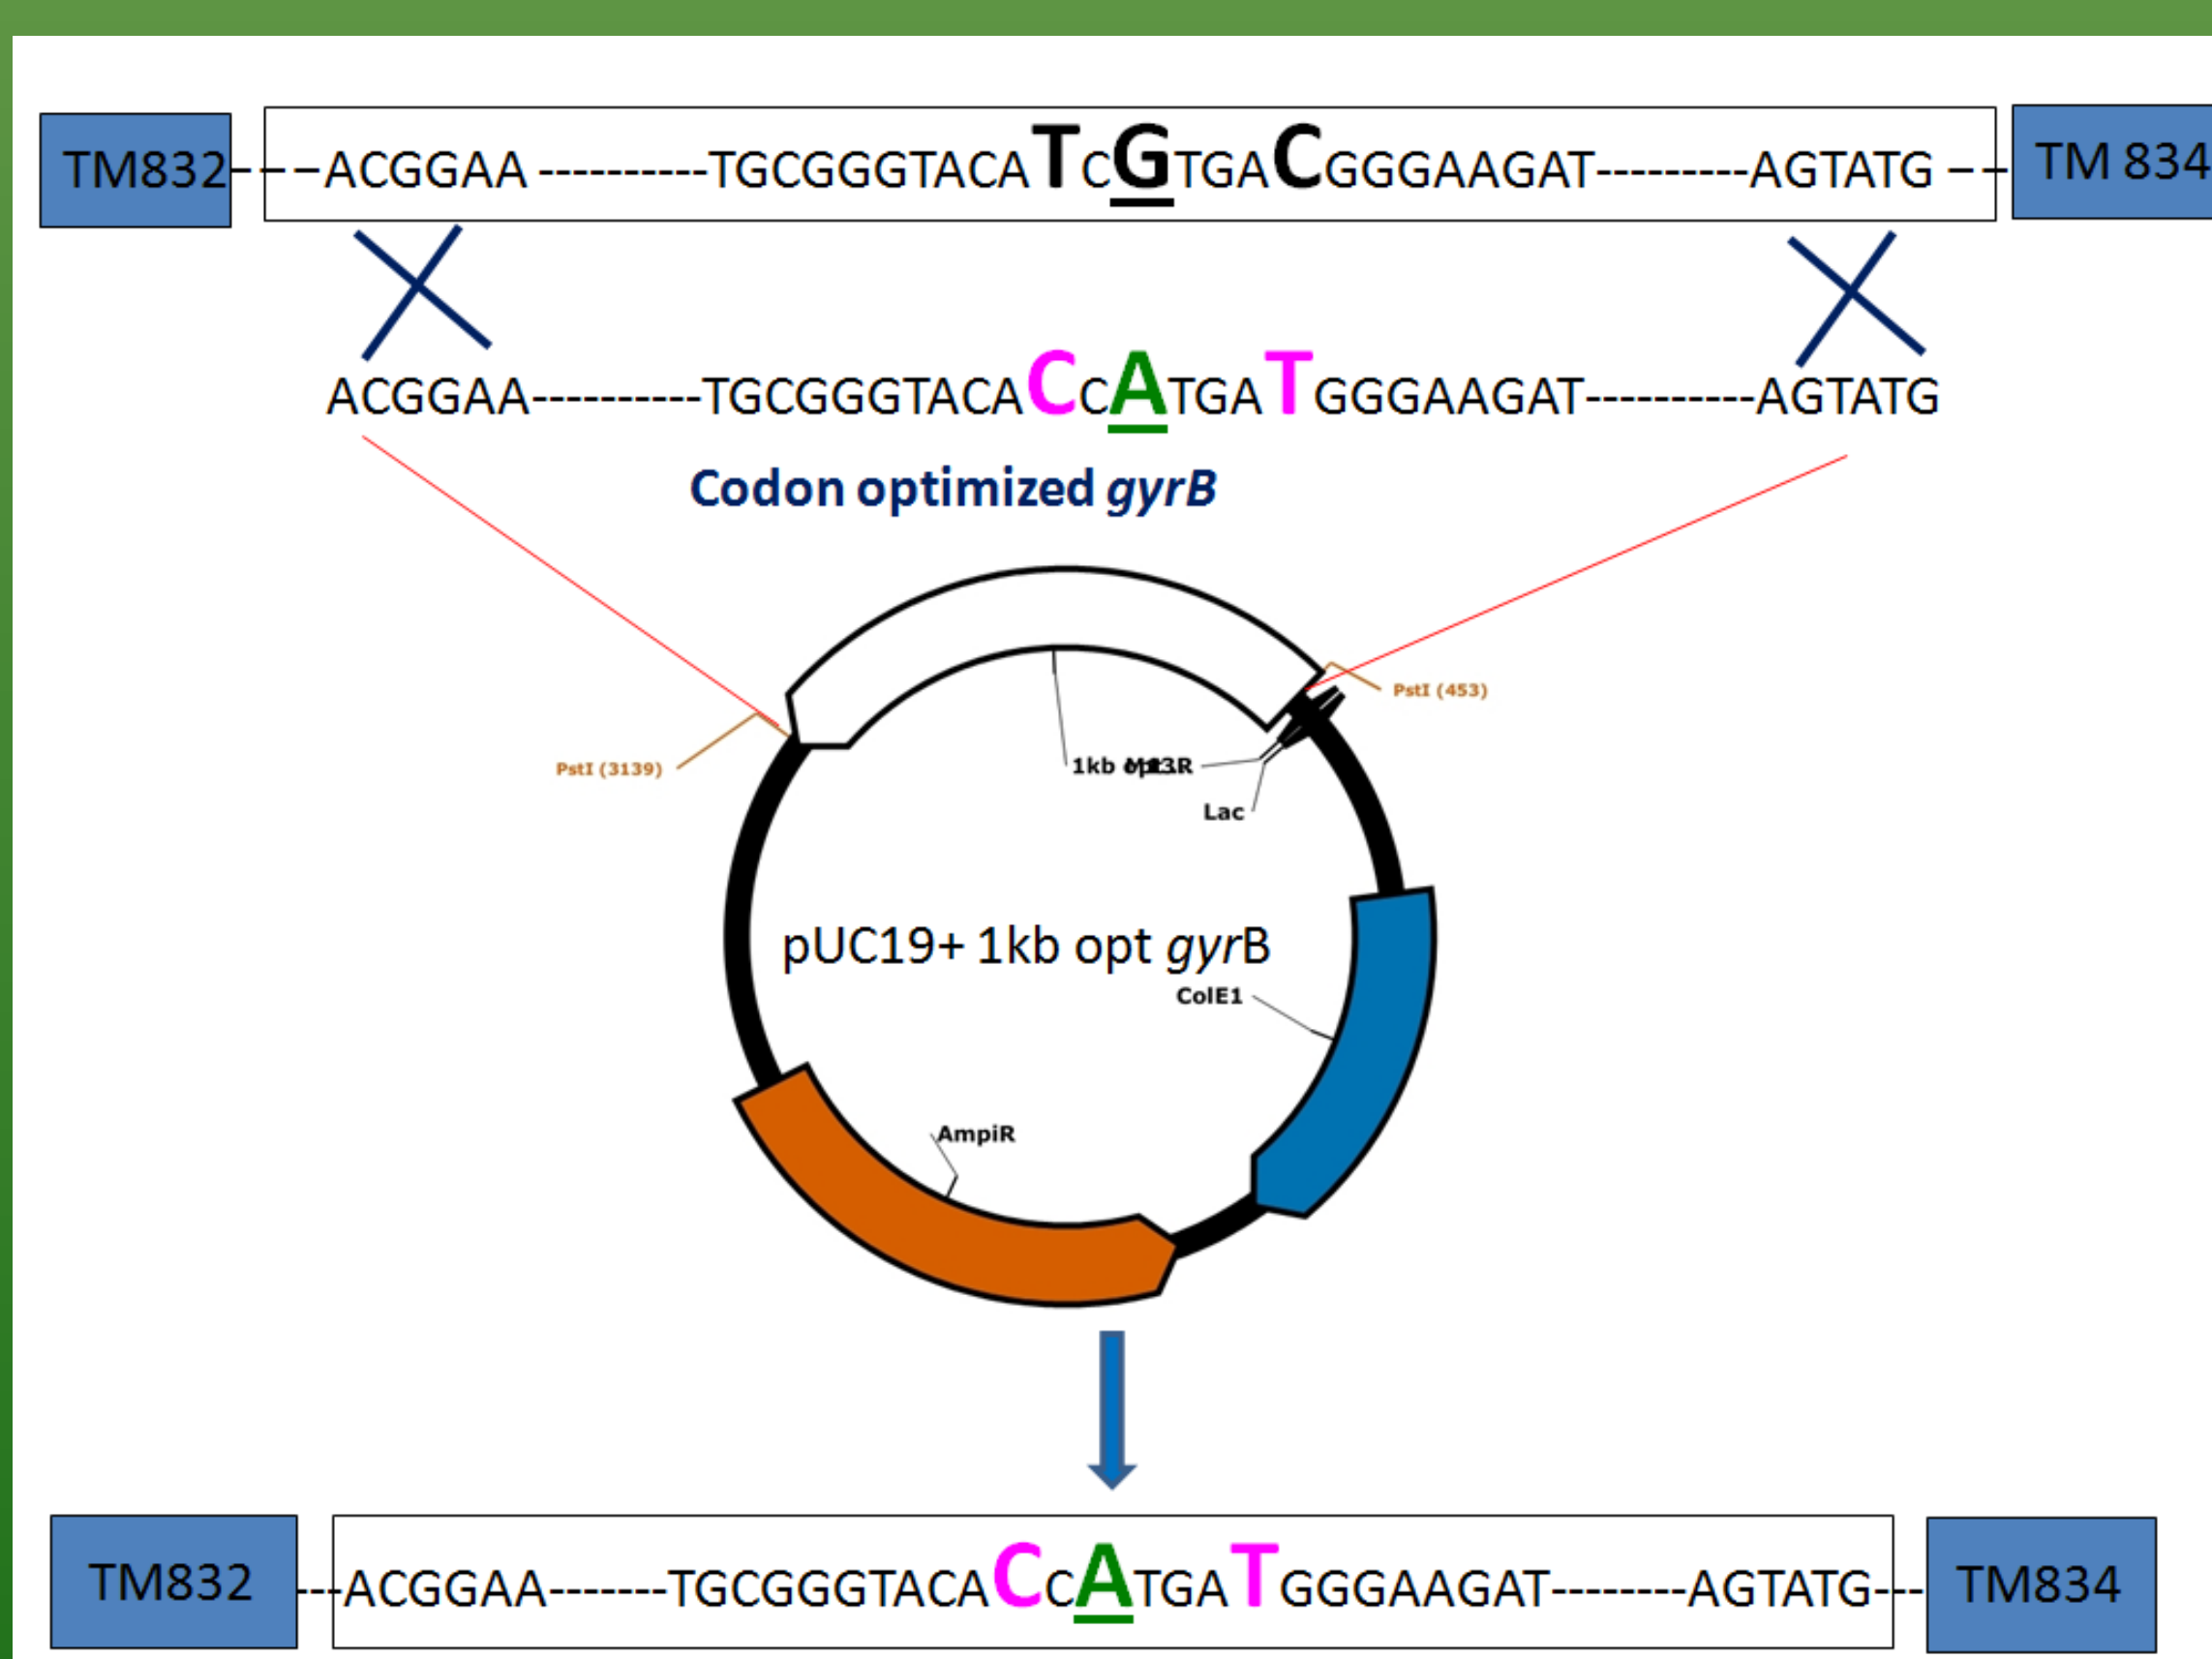 TM832 ---ACGGAA ----------TGCGGGTACATCGTGACGGGAAGAT---------AGTATG -- TM 834
ACGGAA----------TGCGGGTACACCATGATGGGAAGAT----------AGTATG
Codon optimized gyrB
PstI (453)
PstI (3139)
1kb
Lac
pUC19+ 1kb opt gyrB
ColE1
AmpiR
TM832 ---ACGGAA-------TGCGGGTACACCATGATGGGAAGAT--------AGTATG--- TM834